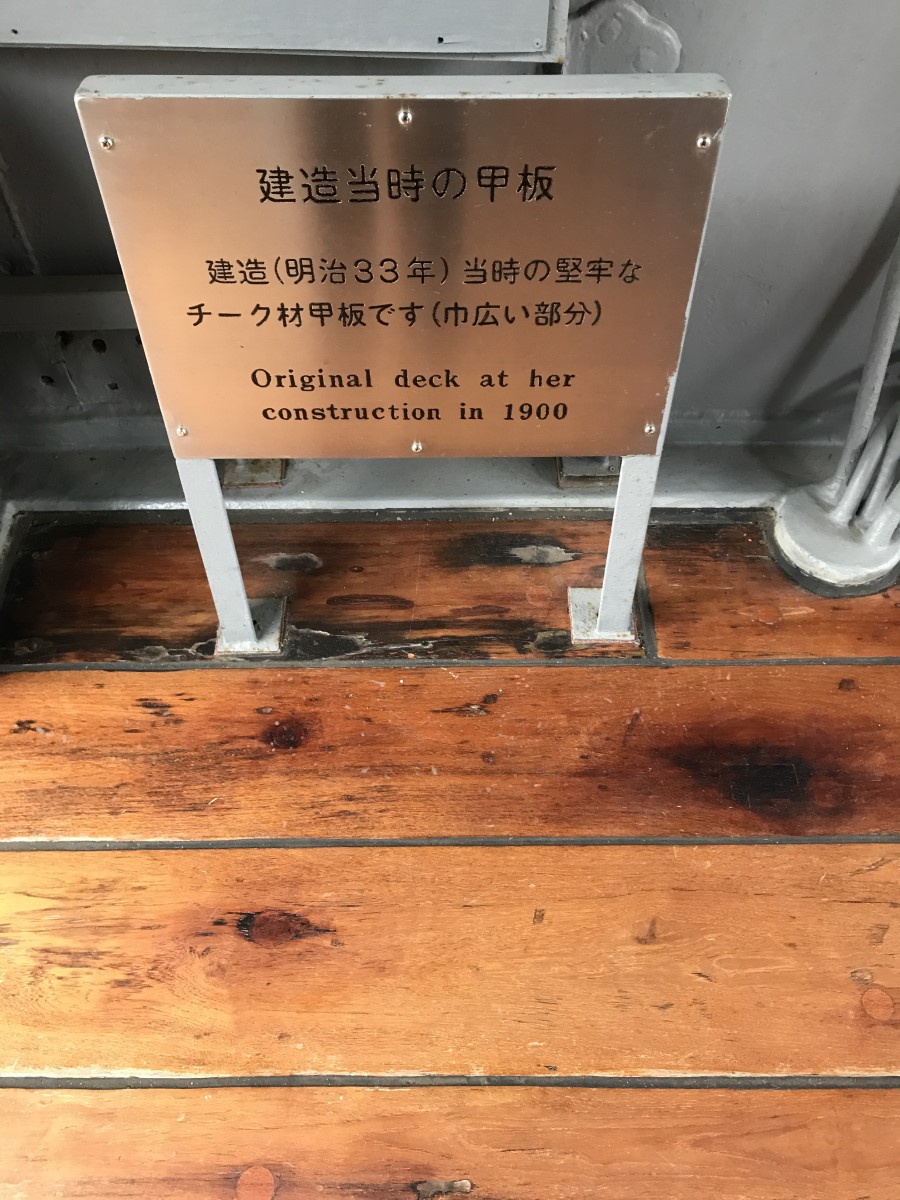 建造当時の甲板
建造(明治33年)当時の堅牢な
チーク材甲板です(巾広い部分)
Original deck at her
construction in 1900